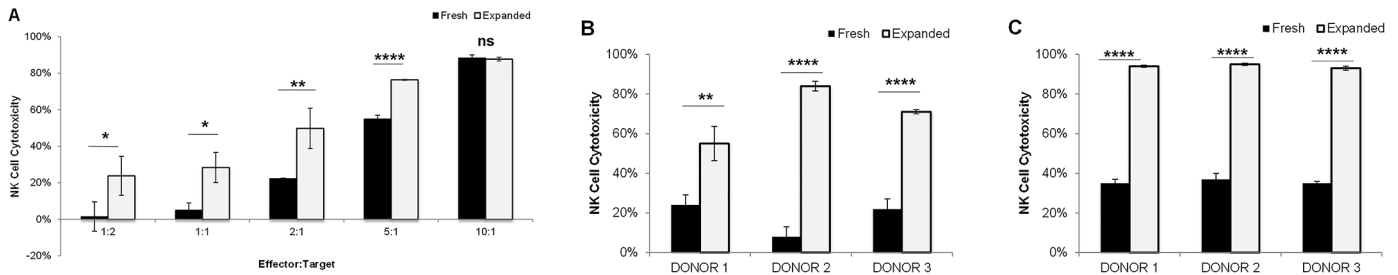 A
Fresh Expanded
NK Cell Cytotoxicity
100%
80%
60%
40%
20%
0%
-20%
*
*
**
****
ns
1:2 1:1 2:1 5:1 10:1
Effector:Target
B
Fresh Expanded
NK Cell Cytotoxicity
100%
80%
60%
40%
20%
0%
**
****
****
DONOR 1 DONOR 2 DONOR 3
C
Fresh Expanded
NK Cell Cytotoxicity
100%
80%
60%
40%
20%
0%
****
****
****
DONOR 1 DONOR 2 DONOR 3